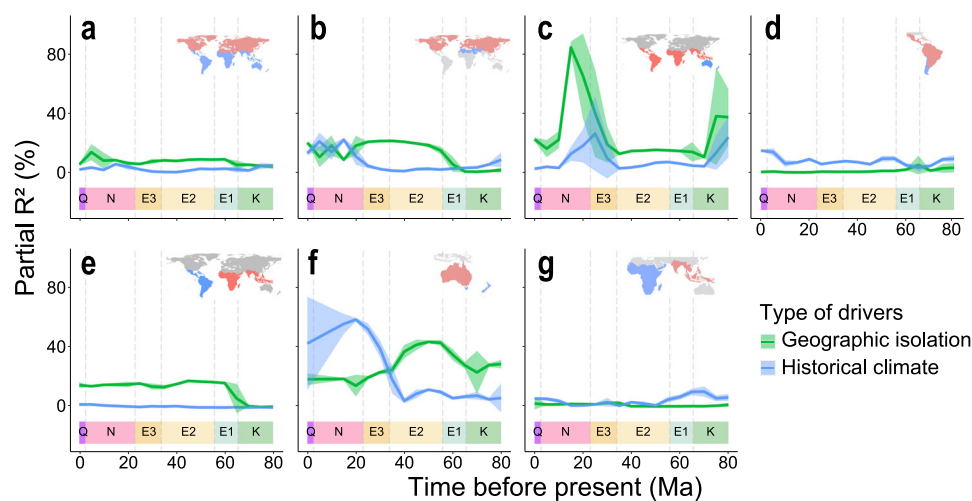 a
b
c
d
80
40
0
Q N E3 E2 E1 K
Q N E3 E2 E1 K
Q N E3 E2 E1 K
Q N E3 E2 E1 K
0 20 40 60 80
Partial R² (%)
e
f
g
80
40
0
Q N E3 E2 E1 K
Q N E3 E2 E1 K
Q N E3 E2 E1 K
0 20 40 60 80
0 20 40 60 80
0 20 40 60 80
Time before present (Ma)
Type of drivers
Geographic isolation
Historical climate